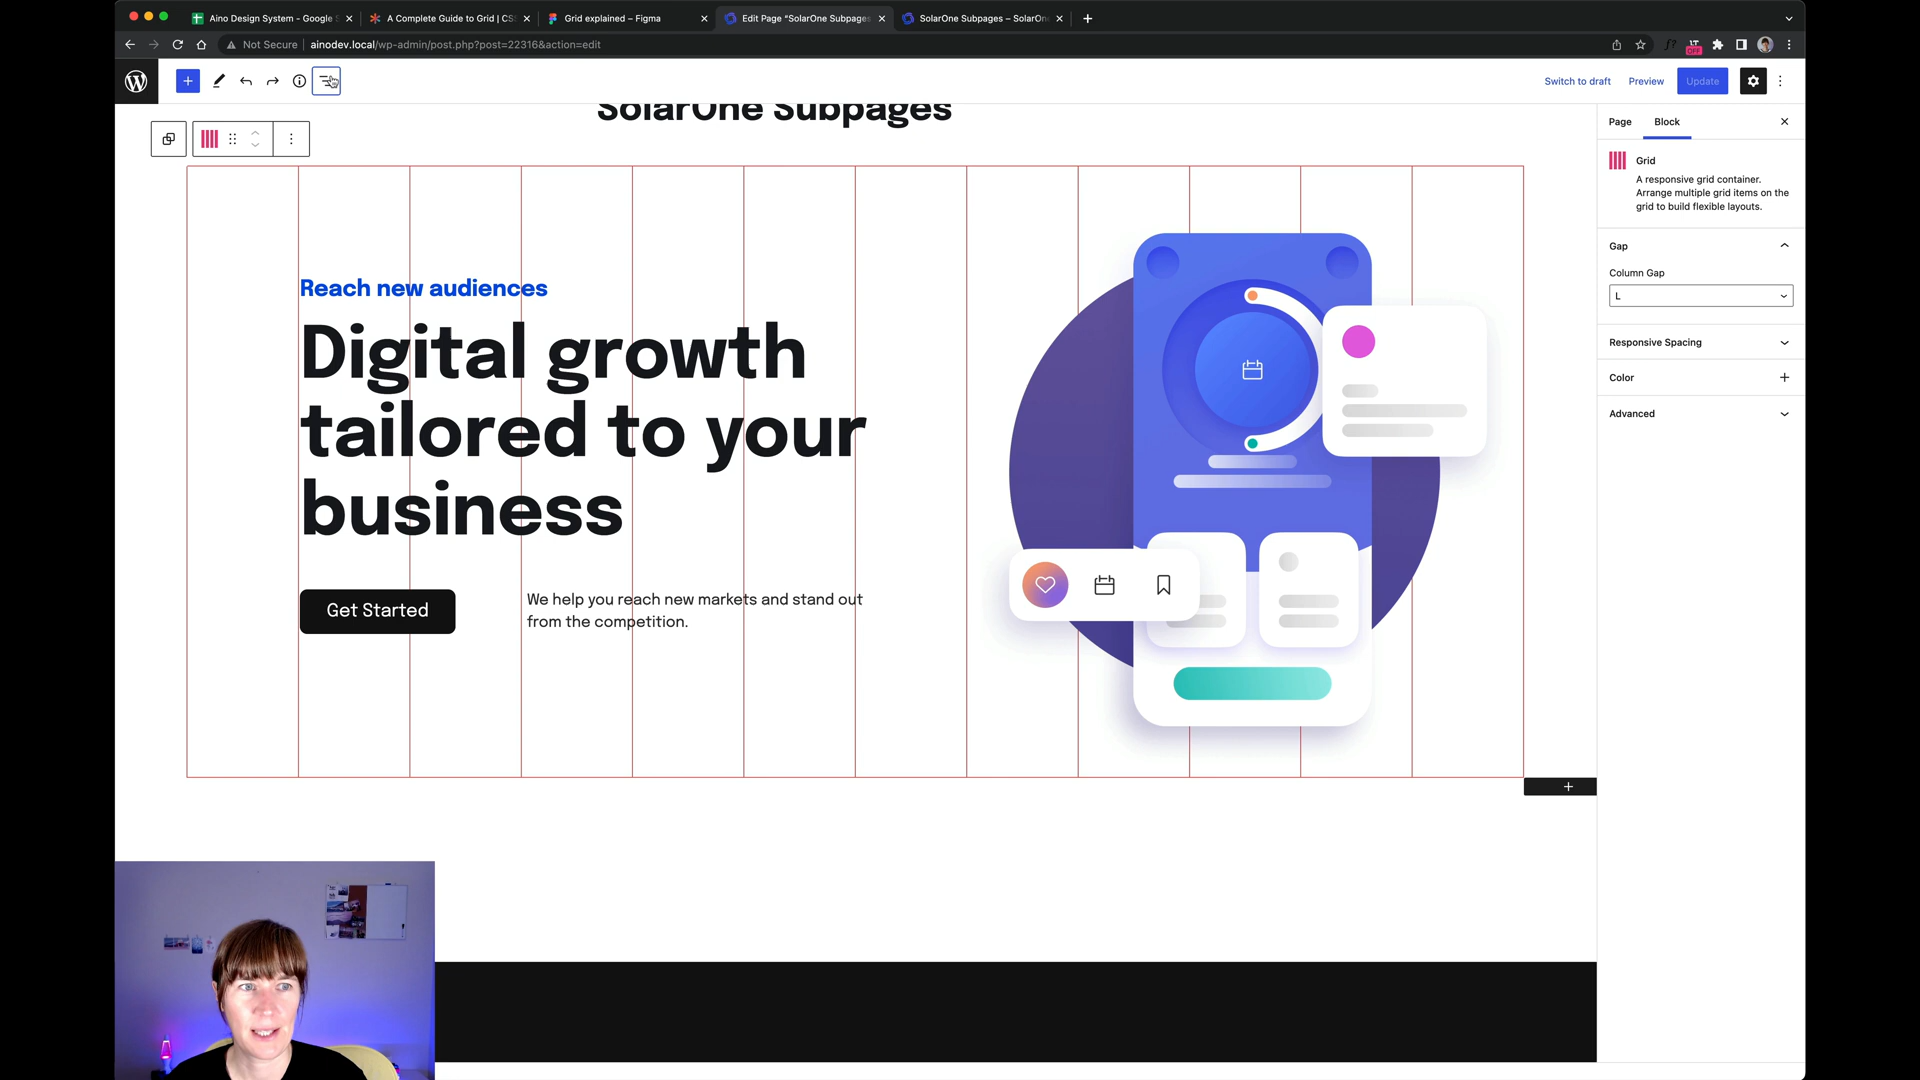 Aino Design System - Google S
A Complete Guide to Grid | CSS
Grid explained – Figma
Edit Page "SolarOne Subpages
SolarOne Subpages – SolarOn
Not Secure
ainodev.local/wp-admin/post.php?post=22316&action=edit
OFF
Switch to draft
Preview
Update
SolarOne Subpages
Page
Block
Grid
A responsive grid container.
Arrange multiple grid items on the
grid to build flexible layouts.
Gap
Column Gap
L
Responsive Spacing
Color
Advanced
Reach new audiences
Digital growth
tailored to your
business
Get Started
We help you reach new markets and stand out
from the competition.